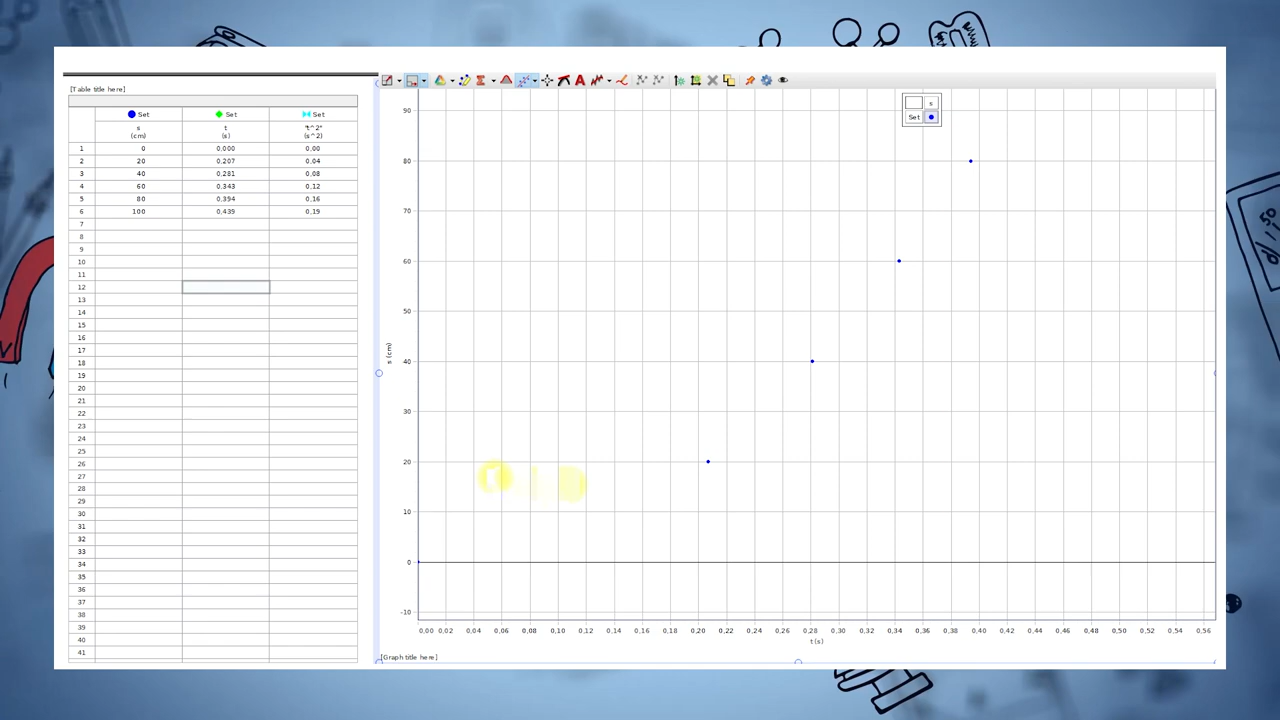 [Table title here]
Set Set Set
s t "t^2"
(cm) (s) (s^2)
1 0 0,000 0,00
2 20 0,207 0,04
3 40 0,281 0,08
4 60 0,343 0,12
5 80 0,394 0,16
6 100 0,439 0,19
7
8
9
10
11
12
13
14
15
16
17
18
19
20
21
22
23
24
25
26
27
28
29
30
31
32
33
34
35
36
37
38
39
40
41
s
Set
90
80
70
60
50
40
30
20
10
0
-10
s (cm)
0,00 0,02 0,04 0,06 0,08 0,10 0,12 0,14 0,16 0,18 0,20 0,22 0,24 0,26 0,28 0,30 0,32 0,34 0,36 0,38 0,40 0,42 0,44 0,46 0,48 0,50 0,52 0,54 0,56
t (s)
[Graph title here]
50